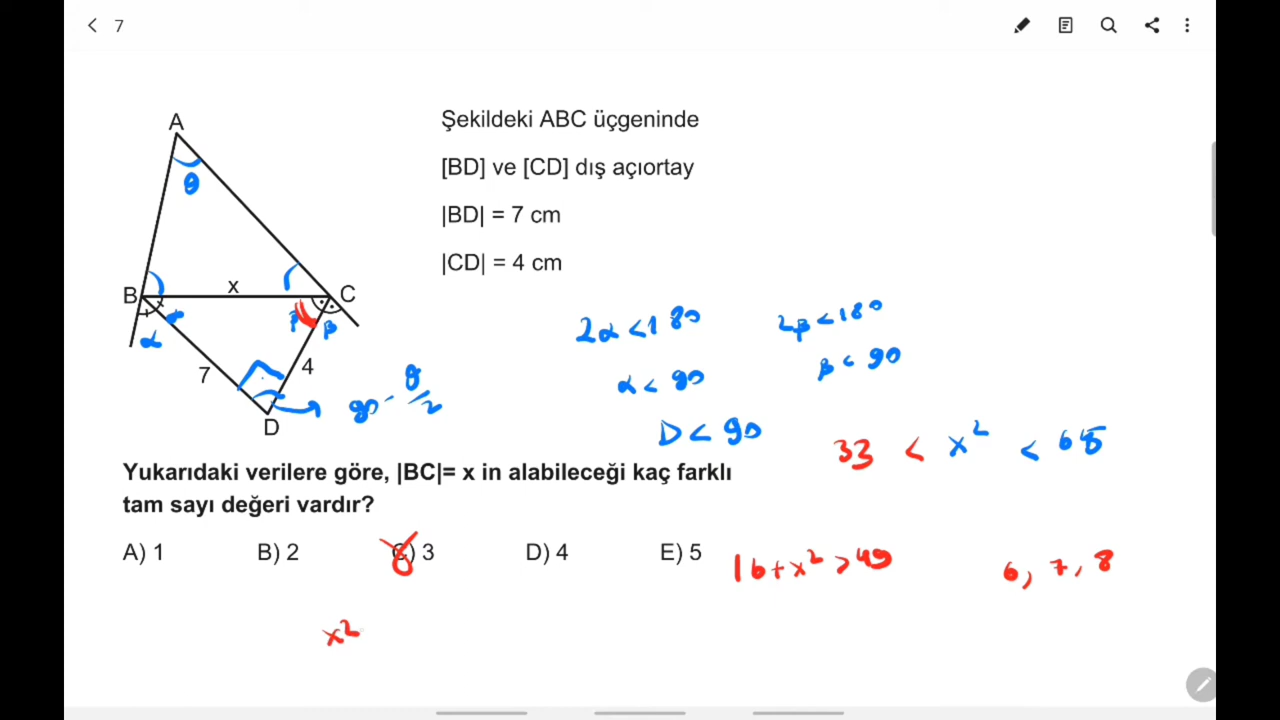 7
A
Şekildeki ABC üçgeninde
[BD] ve [CD] dış açıortay
θ
|BD| = 7 cm
|CD| = 4 cm
B x C
α α β β
7 4
90 - θ/2
D
2α < 180 2β < 180
α < 90 β < 90
D < 90 33 < x² < 65
Yukarıdaki verilere göre, |BC|= x in alabileceği kaç farklı
tam sayı değeri vardır?
A) 1 B) 2 C) 3 D) 4 E) 5
16 + x² > 49 6, 7, 8
x²